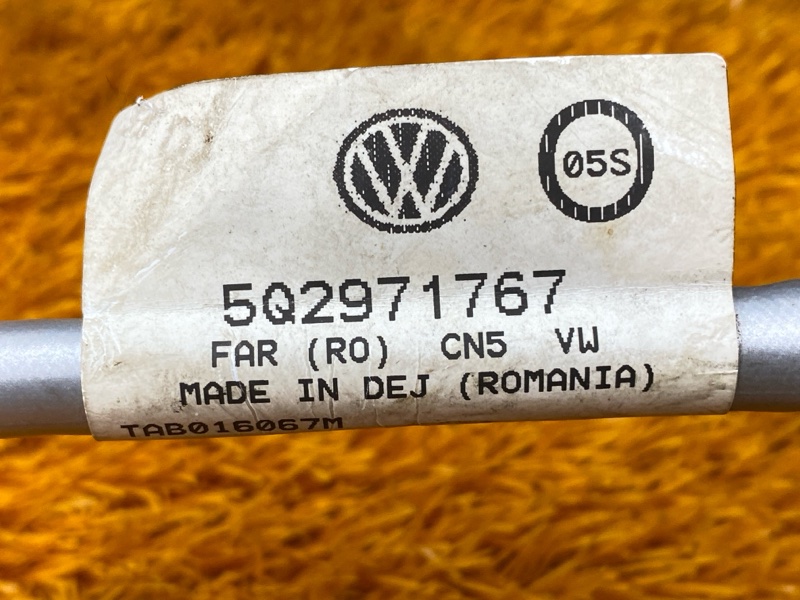 05S
5Q2971767
FAR (RO) CN5 VW
MADE IN DEJ (ROMANIA)
TAB016067M